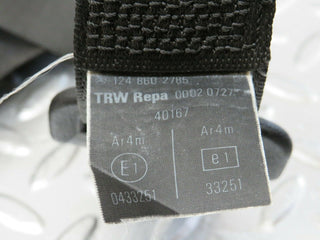 124 860 2785
TRW Repa 0002 0727
40167
Ar4m Ar4m
E1 e1
0433251 33251